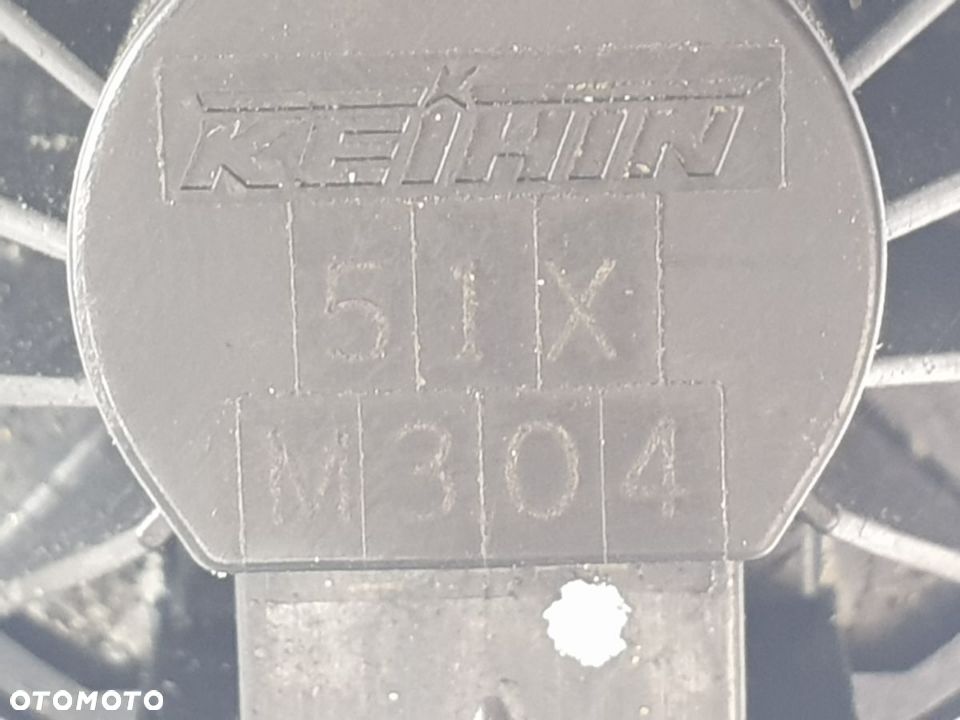 KEIHIN
51X
M304
OTOMOTO